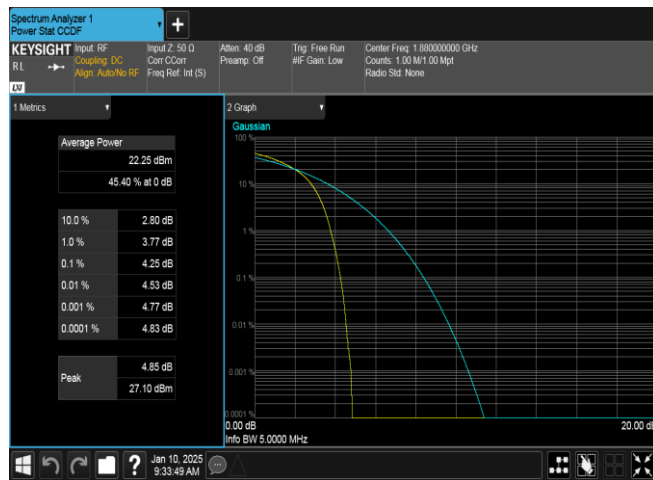 Spectrum Analyzer 1
Power Stat CCDF
+
KEYSIGHT
RL
LXI
Input: RF
Coupling: DC
Align: Auto/No RF
Input Z: 50 Ω
Corr CCorr
Freq Ref: Int (S)
Atten: 40 dB
Preamp: Off
Trig: Free Run
#IF Gain: Low
Center Freq: 1.880000000 GHz
Counts: 1.00 M/1.00 Mpt
Radio Std: None
1 Metrics
Average Power
22.25 dBm
45.40 % at 0 dB
10.0 % 2.80 dB
1.0 % 3.77 dB
0.1 % 4.25 dB
0.01 % 4.53 dB
0.001 % 4.77 dB
0.0001 % 4.83 dB
Peak
4.85 dB
27.10 dBm
2 Graph
Gaussian
100 %
10 %
1 %
0.1 %
0.01 %
0.001 %
0.0001 %
0.00 dB
20.00 dB
Info BW 5.0000 MHz
?
Jan 10, 2025
9:33:49 AM